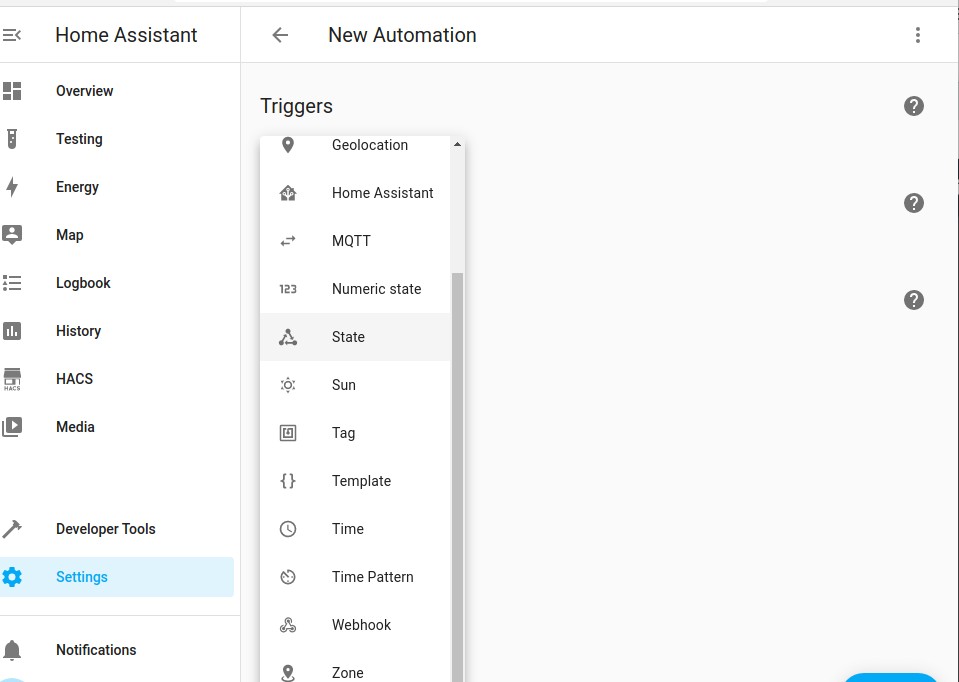 Home Assistant
New Automation
Overview
Testing
Energy
Map
Logbook
History
HACS
HACS
Media
Developer Tools
Settings
Notifications
Triggers
?
Geolocation
Home Assistant
?
MQTT
123 Numeric state
?
State
Sun
Tag
{} Template
Time
Time Pattern
Webhook
Zone